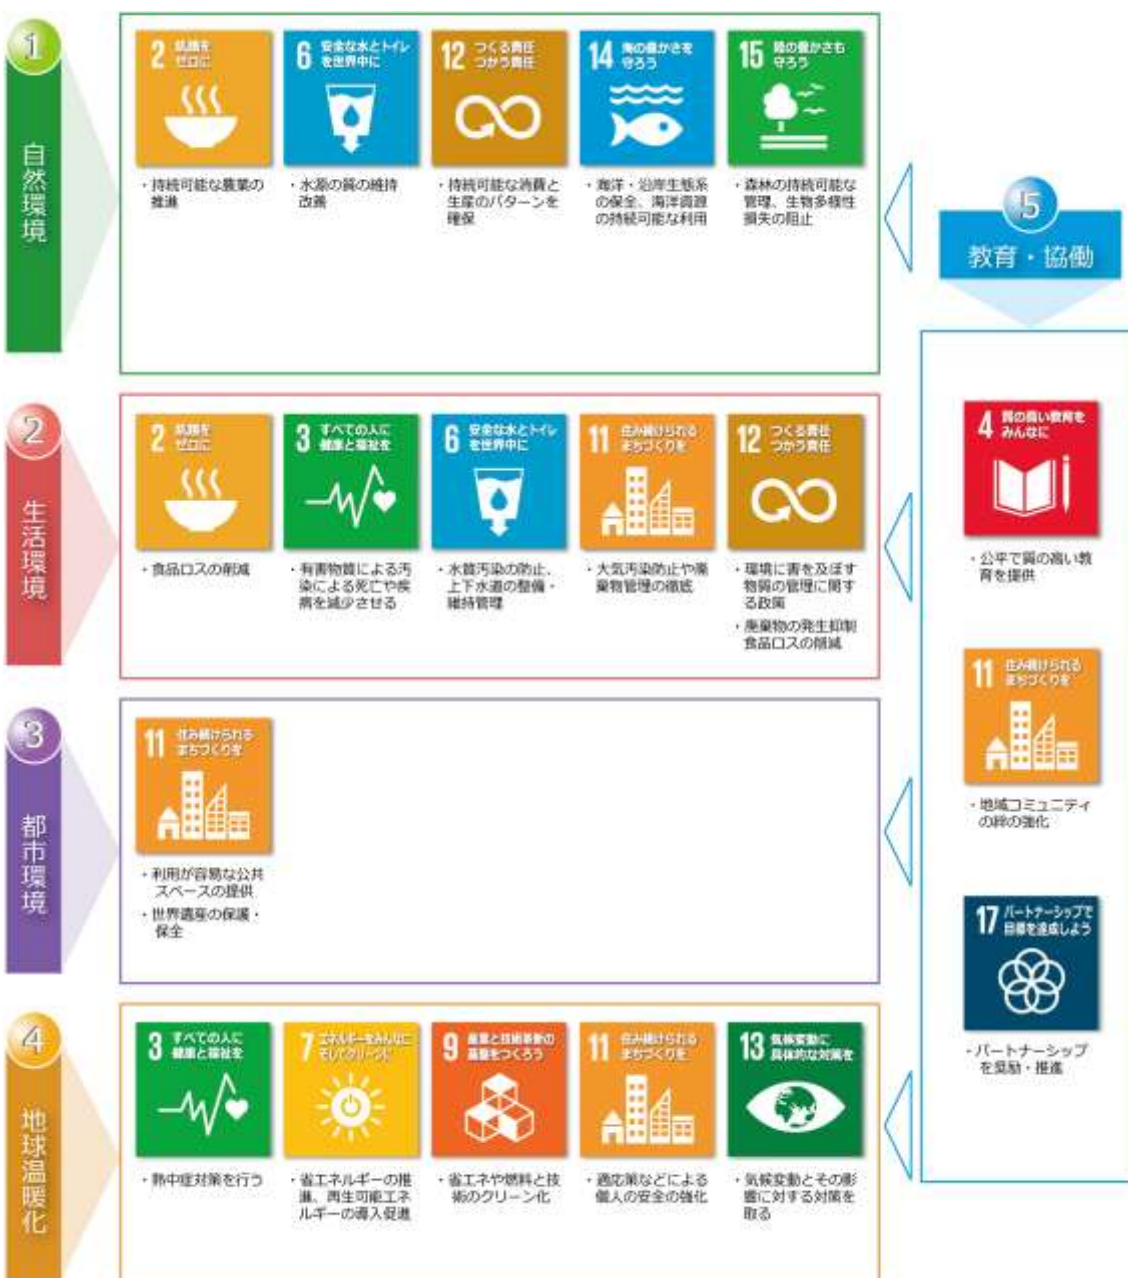 1
自然環境
2 飢餓を
ゼロに
・持続可能な農業の
推進
6 安全な水とトイレ
を世界中に
・水源の質の維持
改善
12 つくる責任
つかう責任
・持続可能な消費と
生産のパターンを
確保
14 海の豊かさを
守ろう
・海洋・沿岸生態系
の保全、海洋資源
の持続可能な利用
15 陸の豊かさも
守ろう
・森林の持続可能な
管理、生物多様性
損失の阻止
2
生活環境
2 飢餓を
ゼロに
・食品ロスの削減
3 すべての人に
健康と福祉を
・有害物質による汚
染による死亡や疾
病を減少させる
6 安全な水とトイレ
を世界中に
・水質汚染の防止、
上下水道の整備・
維持管理
11 住み続けられる
まちづくりを
・大気汚染防止や廃
棄物管理の徹底
12 つくる責任
つかう責任
・環境に害を及ぼす
物質の管理に関す
る政策
・廃棄物の発生抑制
食品ロスの削減
3
都市環境
11 住み続けられる
まちづくりを
・利用が容易な公共
スペースの提供
・世界遺産の保護・
保全
4
地球温暖化
3 すべての人に
健康と福祉を
・熱中症対策を行う
7 エネルギーをみんなに
そしてクリーンに
・省エネルギーの推
進、再生可能エネ
ルギーの導入促進
9 産業と技術革新の
基盤をつくろう
・省エネや燃料と技
術のクリーン化
11 住み続けられる
まちづくりを
・適応策などによる
個人の安全の強化
13 気候変動に
具体的な対策を
・気候変動とその影
響に対する対策を
取る
5
教育・協働
4 質の高い教育を
みんなに
・公平で質の高い教
育を提供
11 住み続けられる
まちづくりを
・地域コミュニティ
の絆の強化
17 パートナーシップで
目標を達成しよう
・パートナーシップ
を奨励・推進